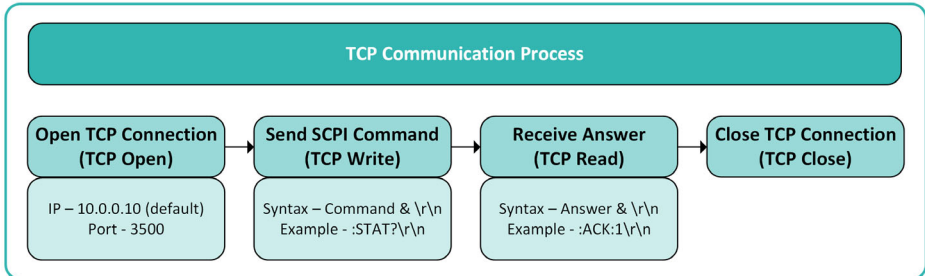 TCP Communication Process
Open TCP Connection
(TCP Open)
IP – 10.0.0.10 (default)
Port - 3500
Send SCPI Command
(TCP Write)
Syntax – Command & \r\n
Example - :STAT?\r\n
Receive Answer
(TCP Read)
Syntax – Answer & \r\n
Example - :ACK:1\r\n
Close TCP Connection
(TCP Close)